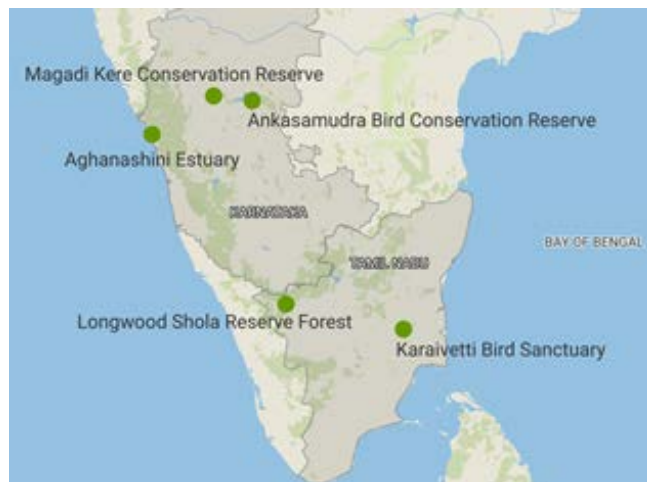 Magadi Kere Conservation Reserve
Ankasamudra Bird Conservation Reserve
Aghanashini Estuary
KARNATAKA
BAY OF BENGAL
TAMIL NADU
Longwood Shola Reserve Forest
Karaivetti Bird Sanctuary